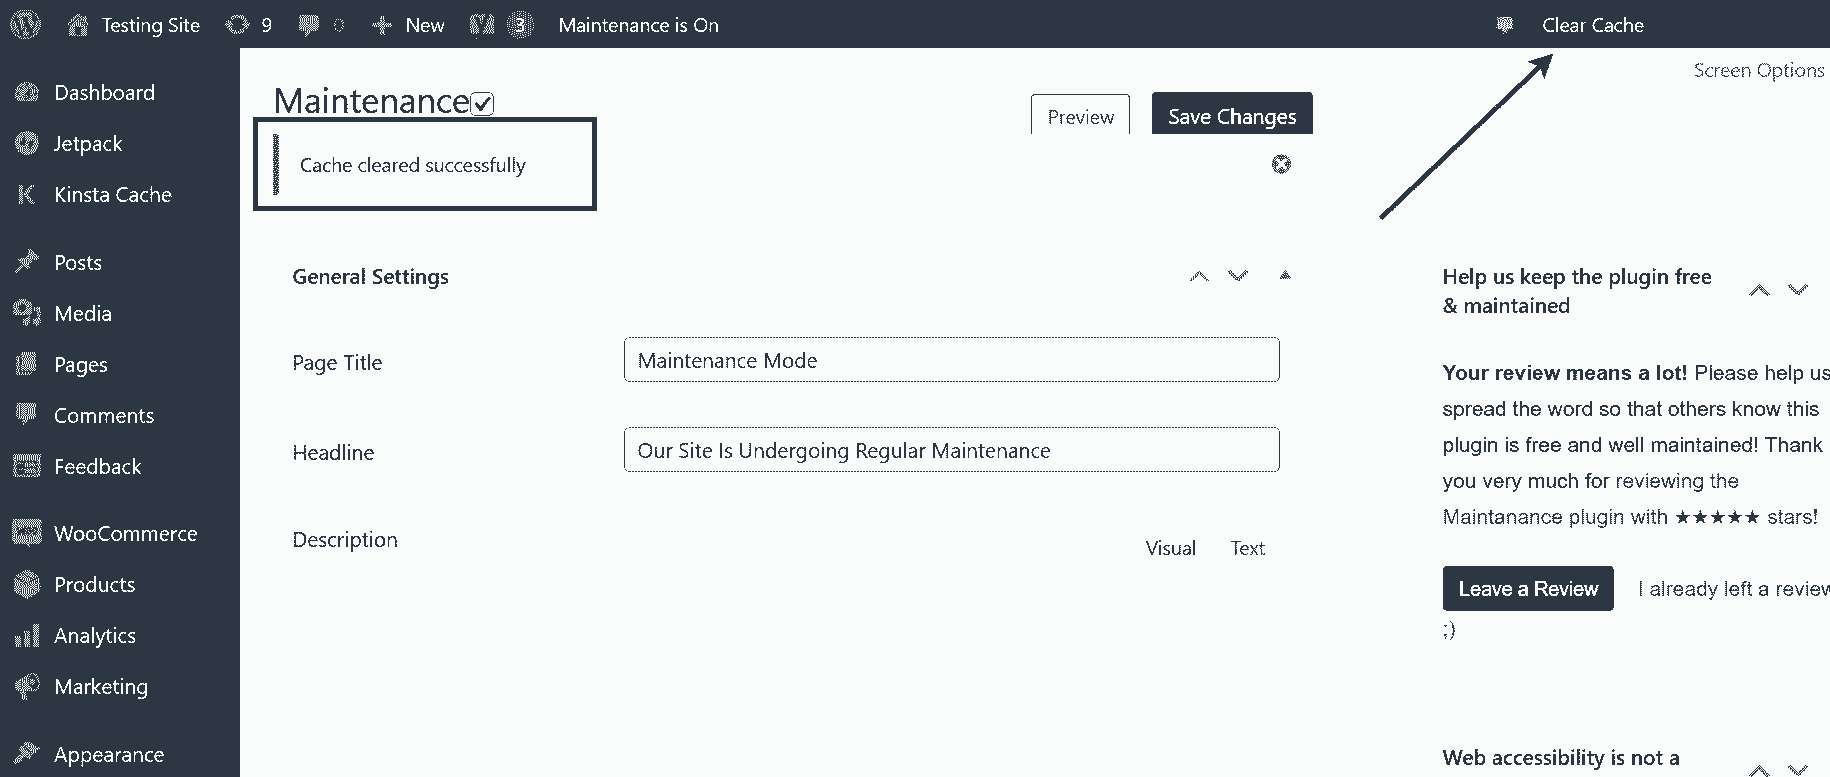 Testing Site 9 0 New 3 Maintenance is On Clear Cache
Screen Options
Dashboard
Jetpack
Kinsta Cache
Posts
Media
Pages
Comments
Feedback
WooCommerce
Products
Analytics
Marketing
Appearance
Maintenance
Preview
Save Changes
Cache cleared successfully
General Settings
Page Title
Maintenance Mode
Headline
Our Site Is Undergoing Regular Maintenance
Description
Visual Text
Help us keep the plugin free
& maintained
Your review means a lot! Please help us
spread the word so that others know this
plugin is free and well maintained! Thank
you very much for reviewing the
Maintanance plugin with ★★★★★ stars!
Leave a Review I already left a review
;)
Web accessibility is not a